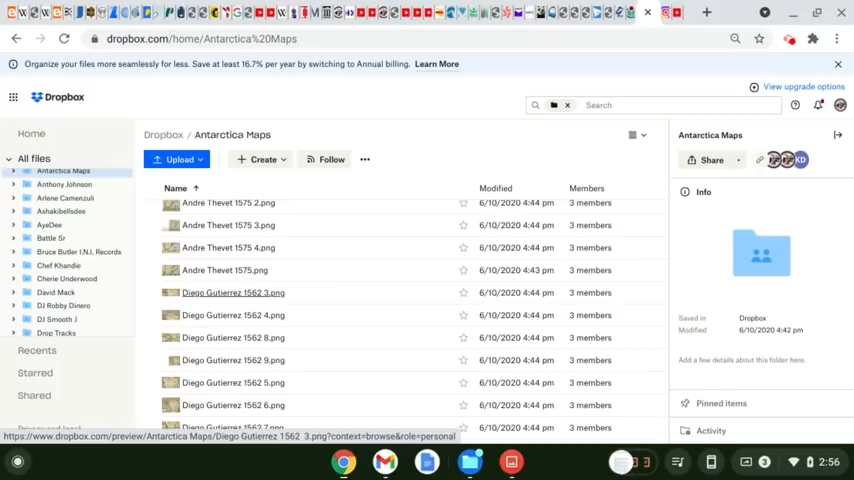 dropbox.com/home/Antarctica%20Maps
Organize your files more seamlessly for less. Save at least 16.7% per year by switching to Annual billing. Learn More
View upgrade options
Dropbox
Search
Home
All files
Antarctica Maps
Anthony Johnson
Arlene Camenzuli
Ashakibellsdee
AyeDee
Battle Sr
Bruce Butler I.N.I. Records
Chef Khandie
Cherie Underwood
David Mack
DJ Robby Dinero
DJ Smooth J
Drop Tracks
Recents
Starred
Shared
Dropbox / Antarctica Maps
Upload
Create
Follow
Name
Modified
Members
Andre Thevet 1575 2.png 6/10/2020 4:44 pm 3 members
Andre Thevet 1575 3.png 6/10/2020 4:44 pm 3 members
Andre Thevet 1575 4.png 6/10/2020 4:44 pm 3 members
Andre Thevet 1575.png 6/10/2020 4:43 pm 3 members
Diego Gutierrez 1562 3.png 6/10/2020 4:44 pm 3 members
Diego Gutierrez 1562 4.png 6/10/2020 4:44 pm 3 members
Diego Gutierrez 1562 8.png 6/10/2020 4:44 pm 3 members
Diego Gutierrez 1562 9.png 6/10/2020 4:44 pm 3 members
Diego Gutierrez 1562 5.png 6/10/2020 4:44 pm 3 members
Diego Gutierrez 1562 6.png 6/10/2020 4:44 pm 3 members
Antarctica Maps
Share
KD
Info
Saved in Dropbox
Modified 6/10/2020 4:42 pm
Add a few details about this folder here.
Pinned items
Activity
https://www.dropbox.com/preview/Antarctica Maps/Diego Gutierrez 1562 3.png?context=browse&role=personal
3
2:56